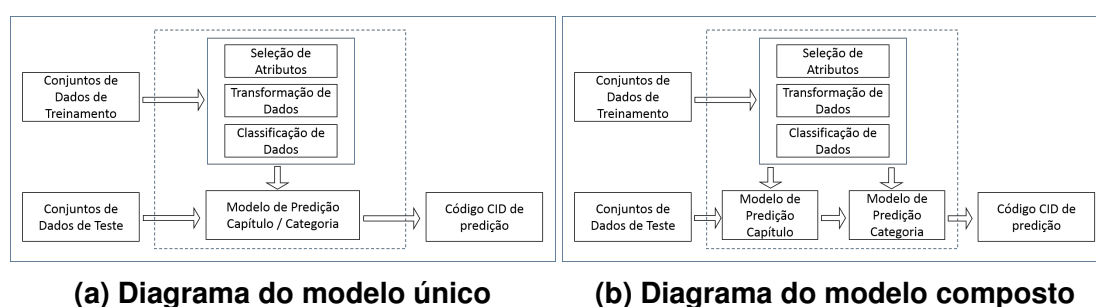 Conjuntos de
Dados de
Treinamento
Seleção de
Atributos
Transformação de
Dados
Classificação de
Dados
Conjuntos de
Dados de Teste
Modelo de Predição
Capítulo / Categoria
Código CID de
predição
(a) Diagrama do modelo único
Conjuntos de
Dados de
Treinamento
Seleção de
Atributos
Transformação de
Dados
Classificação de
Dados
Conjuntos de
Dados de Teste
Modelo de
Predição
Capítulo
Modelo de
Predição
Categoria
Código CID de
predição
(b) Diagrama do modelo composto